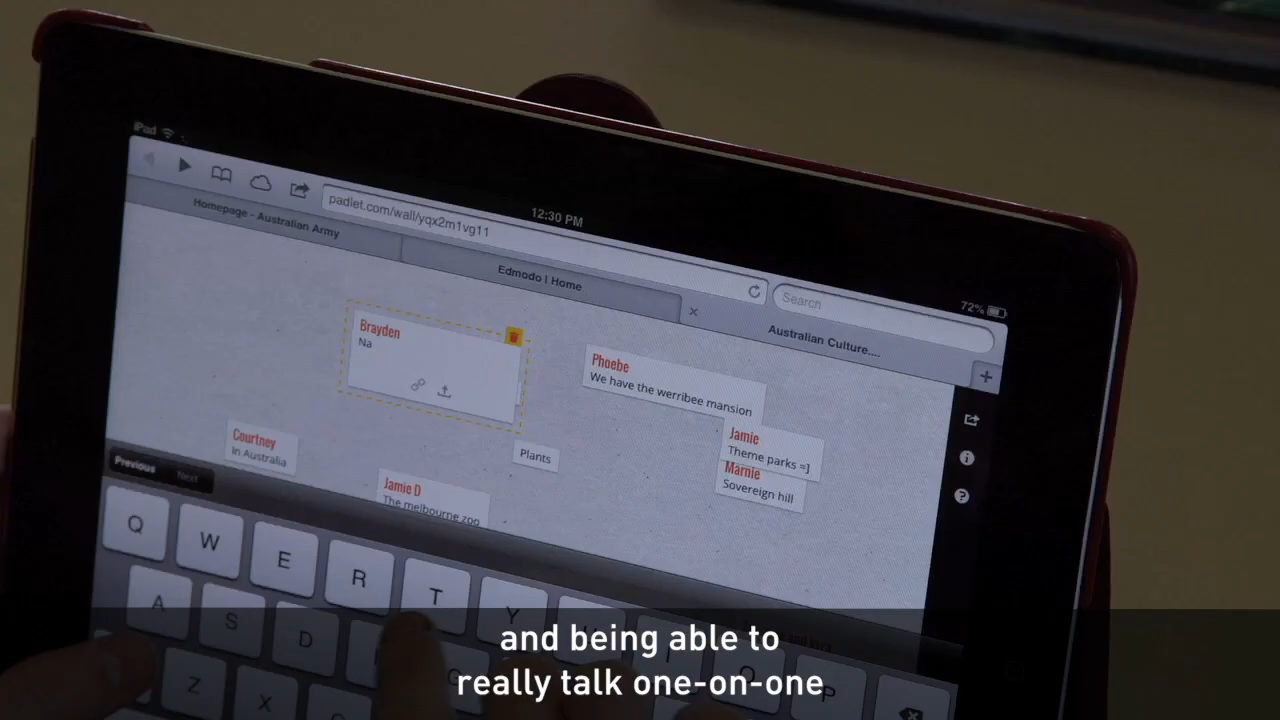 iPad
12:30 PM
72%
padlet.com/wall/yqx2m1vg11
Search
Homepage - Australian Army
Edmodo | Home
Australian Culture....
Brayden
Na
Phoebe
We have the werribee mansion
Jamie
Theme parks =]
Marnie
Sovereign hill
Courtney
In Australia
Plants
Jamie D
The melbourne zoo
Previous
Next
Q W E R T Y
O P
A S D G
Z X
and being able to
really talk one-on-one